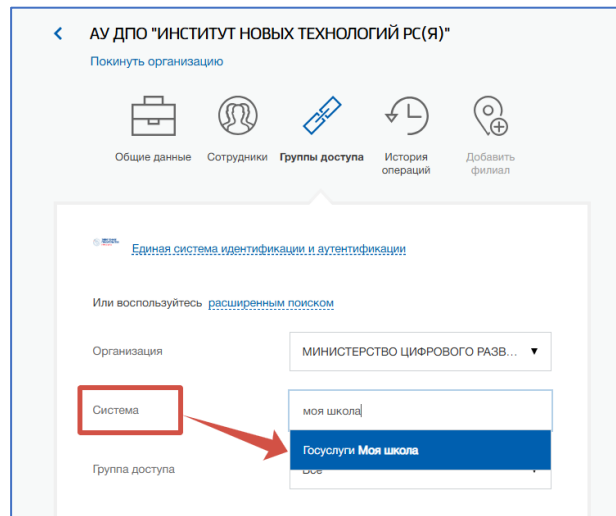 АУ ДПО "ИНСТИТУТ НОВЫХ ТЕХНОЛОГИЙ РС(Я)"
Покинуть организацию
Общие данные
Сотрудники
Группы доступа
История
операций
Добавить
филиал
Единая система идентификации и аутентификации
Или воспользуйтесь расширенным поиском
Организация
МИНИСТЕРСТВО ЦИФРОВОГО РАЗВ...
Система
моя школа
Госуслуги Моя школа
Группа доступа
Все